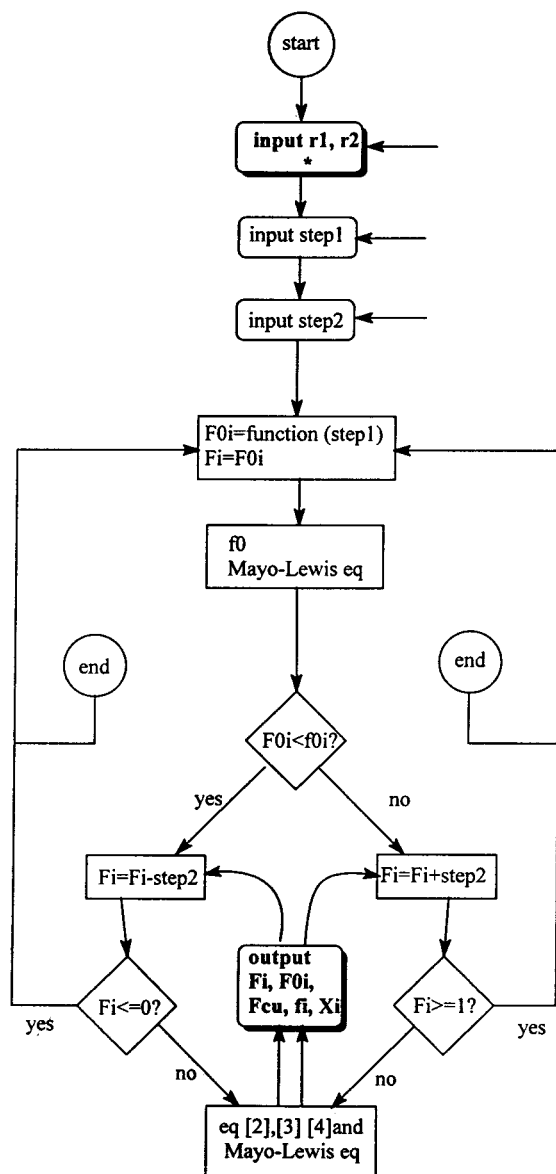 start
input r1, r2
*
input step1
input step2
F0i=function (step1)
Fi=F0i
f0
Mayo-Lewis eq
end
end
F0i<f0i?
yes
no
Fi=Fi-step2
Fi=Fi+step2
output
Fi, F0i,
Fcu, fi, Xi
Fi<=0?
Fi>=1?
yes
yes
no
no
eq [2],[3] [4]and
Mayo-Lewis eq